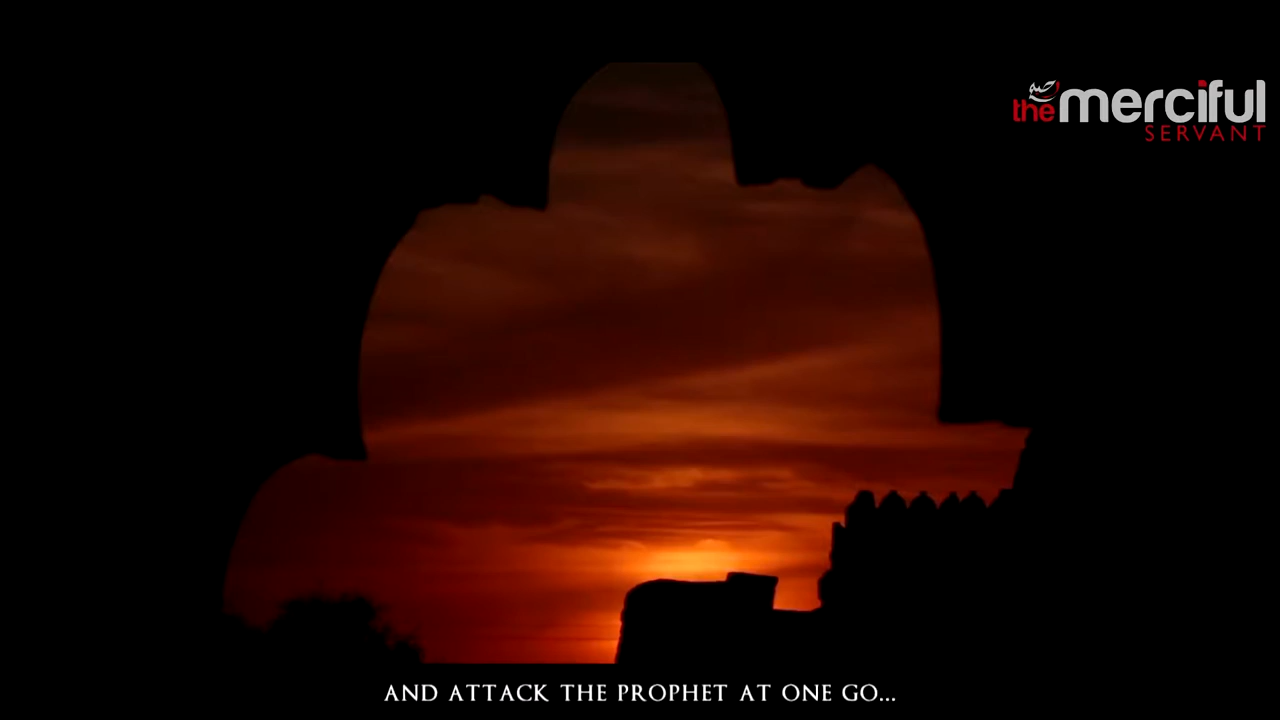 the merciful
SERVANT
AND ATTACK THE PROPHET AT ONE GO...